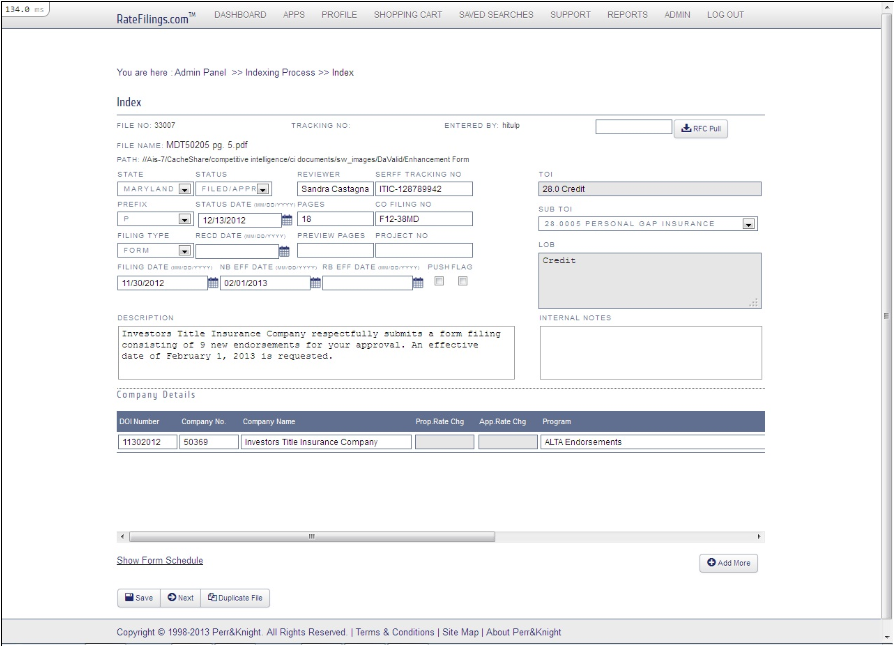 134.0 ms
RateFilings.com™ DASHBOARD APPS PROFILE SHOPPING CART SAVED SEARCHES SUPPORT REPORTS ADMIN LOG OUT
You are here : Admin Panel >> Indexing Process >> Index
Index
FILE NO: 33007 TRACKING NO: ENTERED BY: hitulp RFC Pull
FILE NAME: MDT50205 pg. 5.pdf
PATH: //Ais-7/CacheShare/competitive intelligence/ci documents/sw_images/DaValid/Enhancement Form
STATE STATUS REVIEWER SERFF TRACKING NO TOI
MARYLAND FILED/APPR Sandra Castagna ITIC-128789942 28.0 Credit
PREFIX STATUS DATE (MM/DD/YYYY) PAGES CO FILING NO SUB TOI
P 12/13/2012 18 F12-38MD 28.0005 PERSONAL GAP INSURANCE
FILING TYPE RECD DATE (MM/DD/YYYY) PREVIEW PAGES PROJECT NO LOB
FORM Credit
FILING DATE (MM/DD/YYYY) NB EFF DATE (MM/DD/YYYY) RB EFF DATE (MM/DD/YYYY) PUSH FLAG
11/30/2012 02/01/2013
DESCRIPTION INTERNAL NOTES
Investors Title Insurance Company respectfully submits a form filing
consisting of 9 new endorsements for your approval. An effective
date of February 1, 2013 is requested.
Company Details
DOI Number Company No. Company Name Prop.Rate Chg App.Rate Chg Program
11302012 50369 Investors Title Insurance Company ALTA Endorsements
Show Form Schedule Add More
Save Next Duplicate File
Copyright © 1998-2013 Perr&Knight. All Rights Reserved. | Terms & Conditions | Site Map | About Perr&Knight